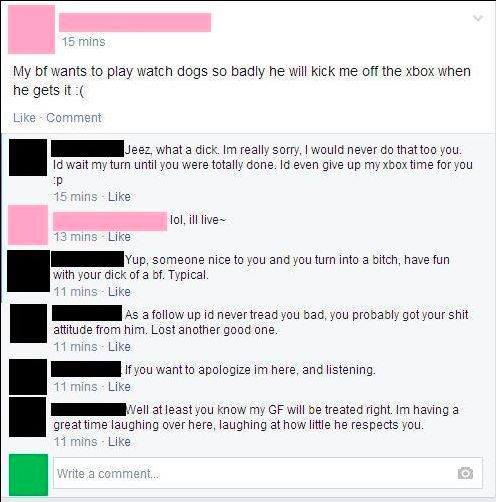 15 mins
My bf wants to play watch dogs so badly he will kick me off the xbox when
he gets it :(
Like · Comment
Jeez, what a dick. Im really sorry, I would never do that too you.
Id wait my turn until you were totally done. Id even give up my xbox time for you
:p
15 mins · Like
lol, ill live~
13 mins · Like
Yup, someone nice to you and you turn into a bitch, have fun
with your dick of a bf. Typical.
11 mins · Like
As a follow up id never tread you bad, you probably got your shit
attitude from him. Lost another good one.
11 mins · Like
If you want to apologize im here, and listening.
11 mins · Like
Well at least you know my GF will be treated right. Im having a
great time laughing over here, laughing at how little he respects you.
11 mins · Like
Write a comment...